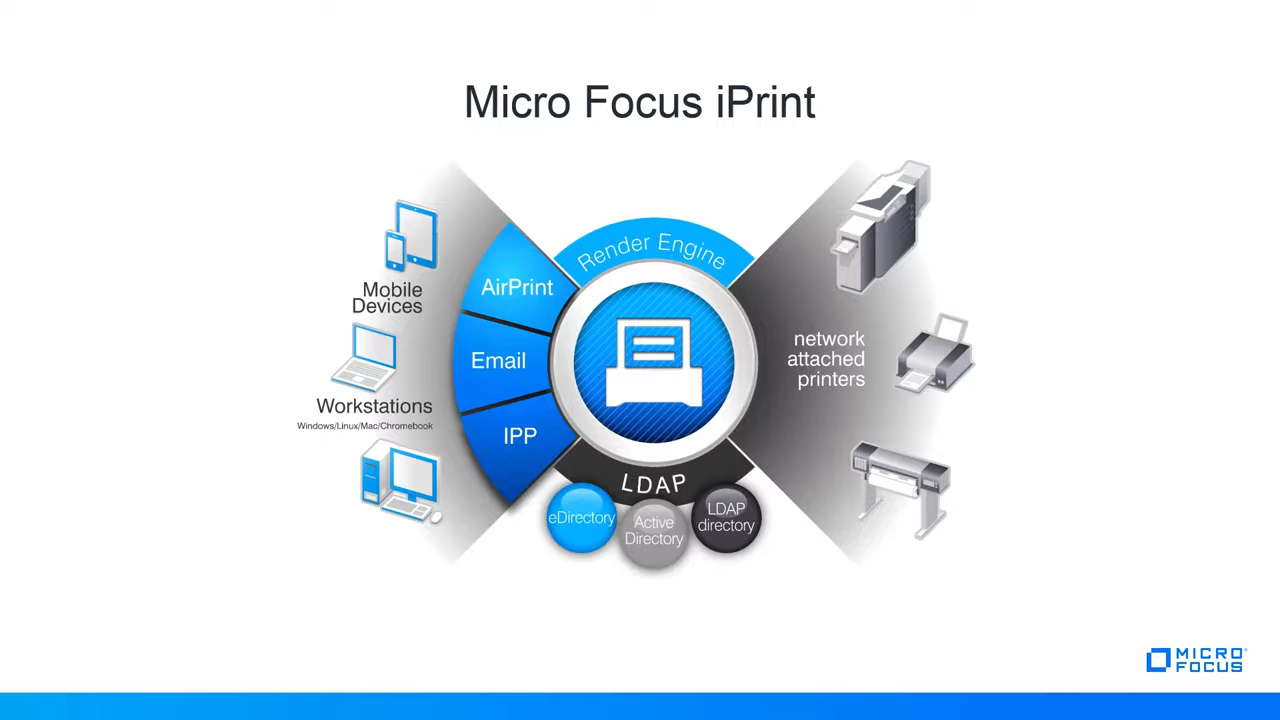 Micro Focus iPrint
Render Engine
Mobile
Devices
AirPrint
Email
IPP
Workstations
Windows/Linux/Mac/Chromebook
network
attached
printers
LDAP
eDirectory
Active
Directory
LDAP
directory
MICRO
FOCUS